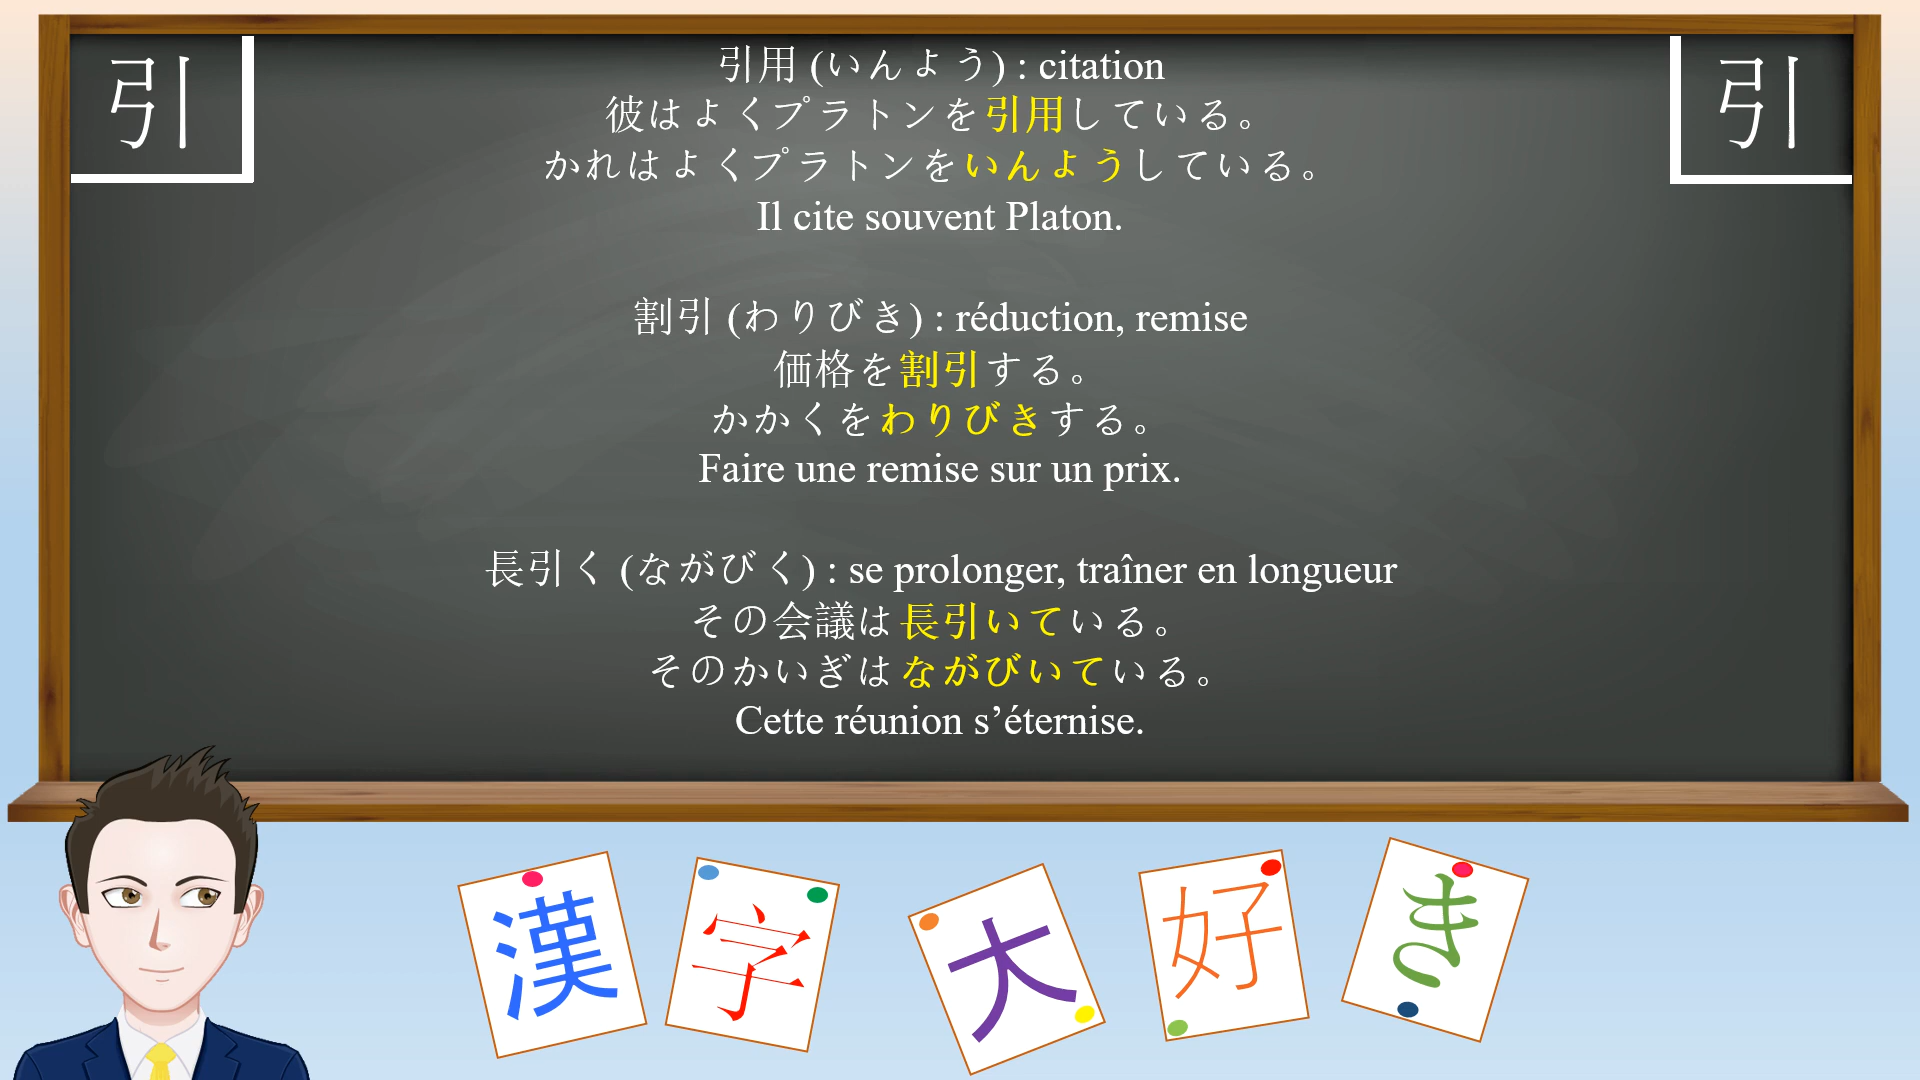 引
引
引用 (いんよう) : citation
彼はよくプラトンを引用している。
かれはよくプラトンをいんようしている。
Il cite souvent Platon.
割引 (わりびき) : réduction, remise
価格を割引する。
かかくをわりびきする。
Faire une remise sur un prix.
長引く (ながびく) : se prolonger, traîner en longueur
その会議は長引いている。
そのかいぎはながびいている。
Cette réunion s’éternise.
漢字大好き